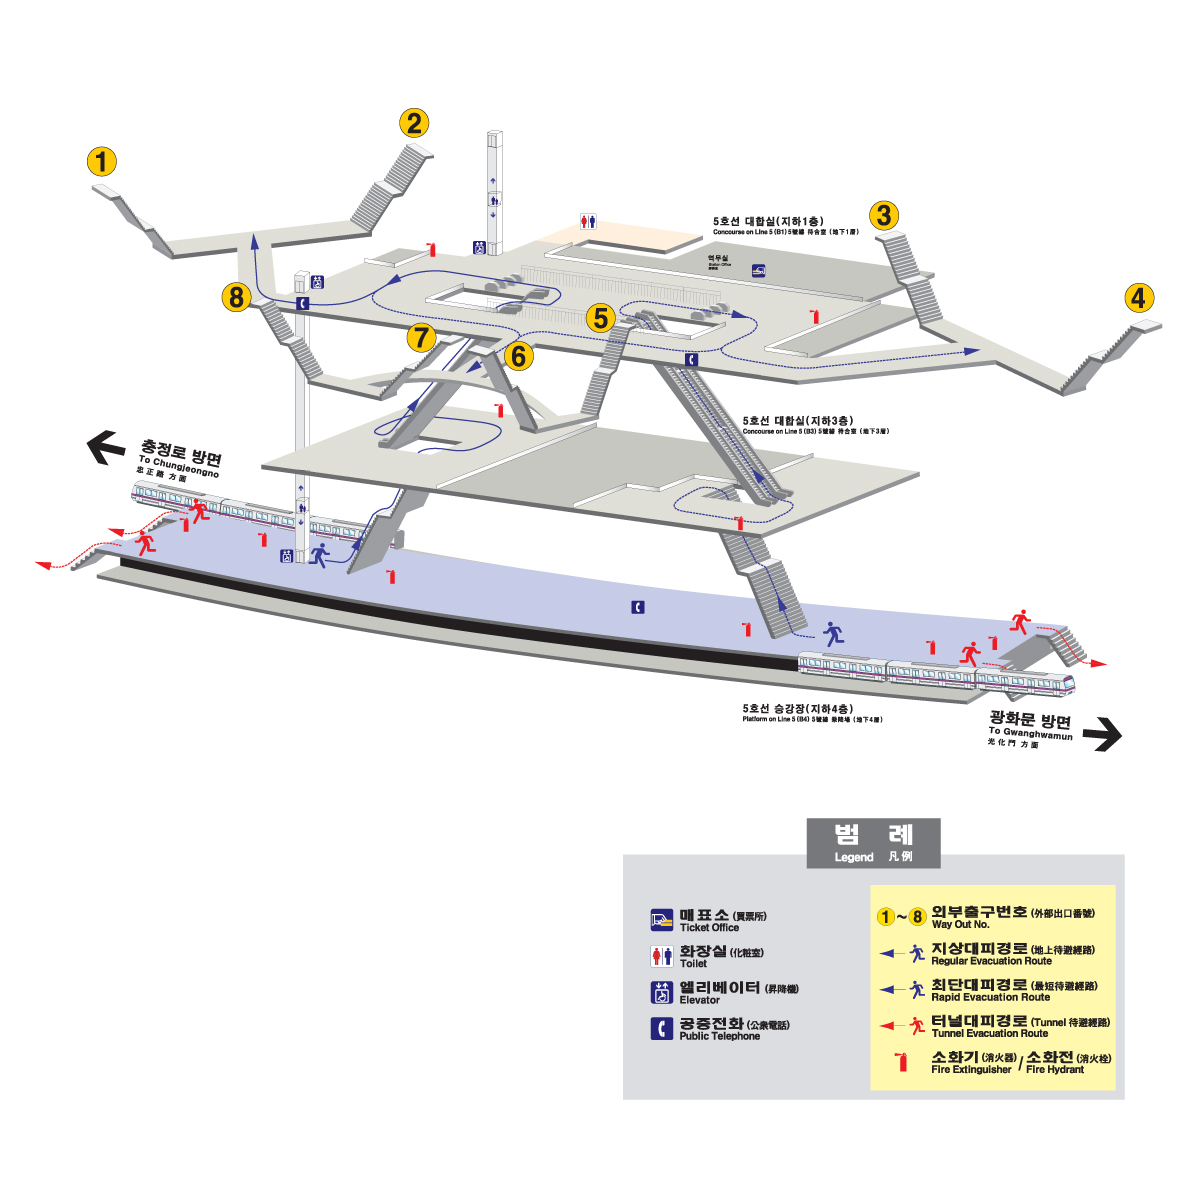 2
1
3
5호선 대합실(지하1층)
Concourse on Line 5 (B1) 5號線 待合室 (地下1層)
역무실
Station Office
4
8
5
7
6
5호선 대합실(지하3층)
Concourse on Line 5 (B3) 5號線 待合室 (地下3層)
충정로 방면
To Chungjeongno
忠正路 方面
5호선 승강장(지하4층)
Platform on Line 5 (B4) 5號線 乘降場 (地下4層)
광화문 방면
To Gwanghwamun
光化門 方面
범 례
Legend 凡例
매표소 (買票所)
Ticket Office
화장실 (化粧室)
Toilet
엘리베이터 (昇降機)
Elevator
공중전화 (公衆電話)
Public Telephone
1~8 외부출구번호 (外部出口番號)
Way Out No.
지상대피경로 (地上待避經路)
Regular Evacuation Route
최단대피경로 (最短待避經路)
Rapid Evacuation Route
터널대피경로 (Tunnel 待避經路)
Tunnel Evacuation Route
소화기 (消火器) / 소화전 (消火栓)
Fire Extinguisher / Fire Hydrant